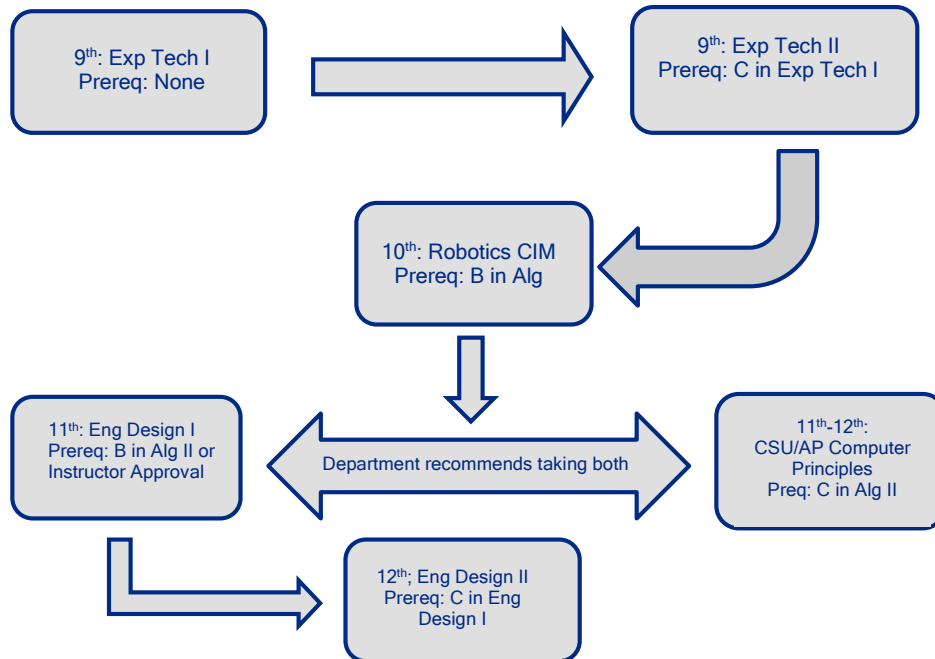 9th: Exp Tech I
Prereq: None
9th: Exp Tech II
Prereq: C in Exp Tech I
10th: Robotics CIM
Prereq: B in Alg
11th: Eng Design I
Prereq: B in Alg II or
Instructor Approval
Department recommends taking both
11th-12th:
CSU/AP Computer
Principles
Preq: C in Alg II
12th; Eng Design II
Prereq: C in Eng
Design I